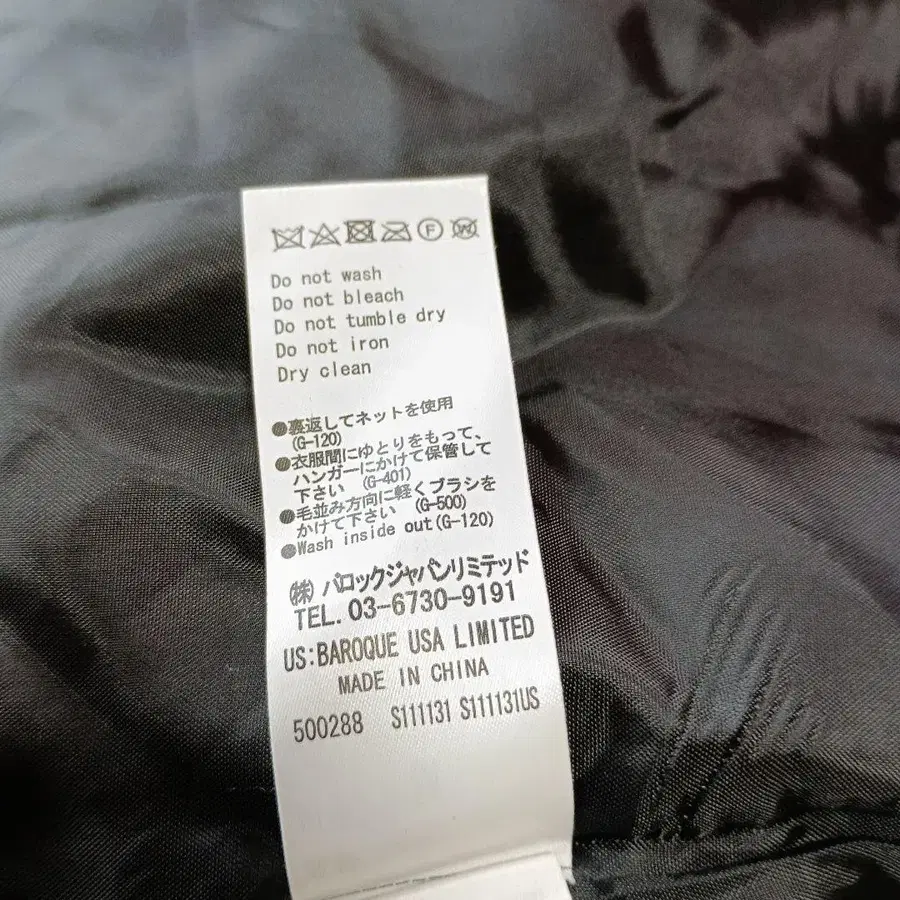 F W
Do not wash
Do not bleach
Do not tumble dry
Do not iron
Dry clean
●裏返してネットを使用
(G-120)
●衣服間にゆとりをもって、
ハンガーにかけて保管して
下さい (G-401)
●毛並み方向に軽くブラシを
かけて下さい (G-500)
●Wash inside out(G-120)
㈱ バロックジャパンリミテッド
TEL. 03-6730-9191
US:BAROQUE USA LIMITED
MADE IN CHINA
500288 S111131 S111131US